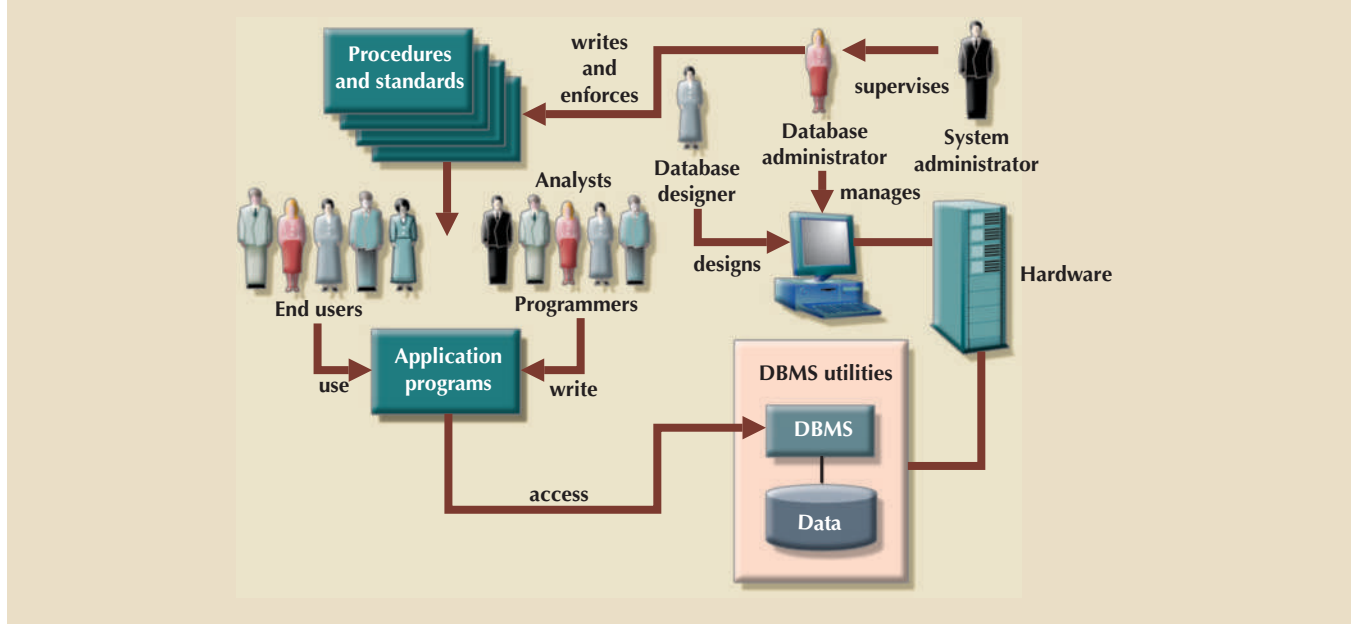 Procedures
and standards
writes
and
enforces
supervises
System
administrator
Database
administrator
manages
Database
designer
designs
Analysts
Hardware
End users
Programmers
use
Application
programs
write
DBMS utilities
DBMS
access
Data